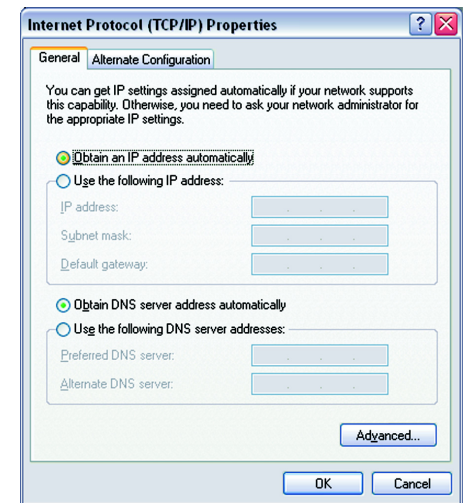 Internet Protocol (TCP/IP) Properties
General
Alternate Configuration
You can get IP settings assigned automatically if your network supports
this capability. Otherwise, you need to ask your network administrator for
the appropriate IP settings.
Obtain an IP address automatically
Use the following IP address:
IP address:
Subnet mask:
Default gateway:
Obtain DNS server address automatically
Use the following DNS server addresses:
Preferred DNS server:
Alternate DNS server:
Advanced...
OK
Cancel